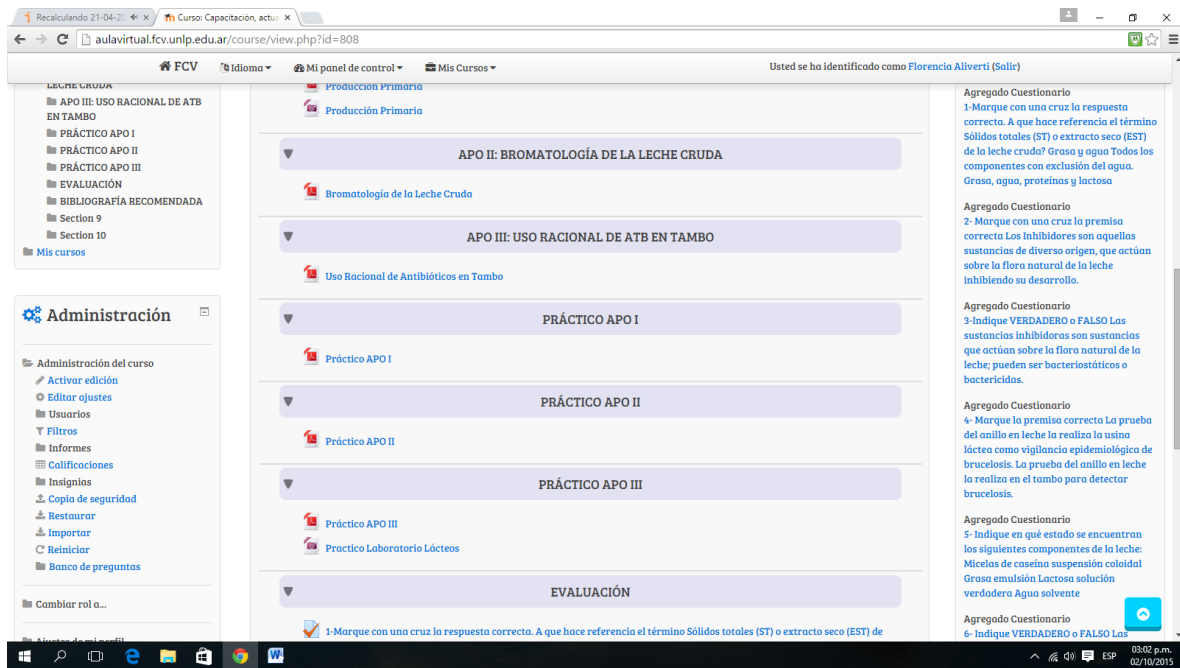 Recalculando 21-04-20
Curso: Capacitación, actua
aulavirtual.fcv.unlp.edu.ar/course/view.php?id=808
FCV
Idioma
Mi panel de control
Mis Cursos
Usted se ha identificado como Florencia Aliverti (Salir)
LECHE CRUDA
APO III: USO RACIONAL DE ATB
EN TAMBO
PRÁCTICO APO I
PRÁCTICO APO II
PRÁCTICO APO III
EVALUACIÓN
BIBLIOGRAFÍA RECOMENDADA
Section 9
Section 10
Mis cursos
Administración
Administración del curso
Activar edición
Editar ajustes
Usuarios
Filtros
Informes
Calificaciones
Insignias
Copia de seguridad
Restaurar
Importar
Reiniciar
Banco de preguntas
Cambiar rol a...
Ajustes de mi perfil
Producción Primaria
Producción Primaria
APO II: BROMATOLOGÍA DE LA LECHE CRUDA
Bromatología de la Leche Cruda
APO III: USO RACIONAL DE ATB EN TAMBO
Uso Racional de Antibióticos en Tambo
PRÁCTICO APO I
Práctico APO I
PRÁCTICO APO II
Práctico APO II
PRÁCTICO APO III
Práctico APO III
Practico Laboratorio Lácteos
EVALUACIÓN
1-Marque con una cruz la respuesta correcta. A que hace referencia el término Sólidos totales (ST) o extracto seco (EST) de
Agregado Cuestionario
1-Marque con una cruz la respuesta
correcta. A que hace referencia el término
Sólidos totales (ST) o extracto seco (EST)
de la leche cruda? Grasa y agua Todos los
componentes con exclusión del agua.
Grasa, agua, proteínas y lactosa
Agregado Cuestionario
2- Marque con una cruz la premisa
correcta Los Inhibidores son aquellas
sustancias de diverso origen, que actúan
sobre la flora natural de la leche
inhibiendo su desarrollo.
Agregado Cuestionario
3-Indique VERDADERO o FALSO Las
sustancias inhibidoras son sustancias
que actúan sobre la flora natural de la
leche; pueden ser bacteriostáticos o
bactericidas.
Agregado Cuestionario
4- Marque la premisa correcta La prueba
del anillo en leche la realiza la usina
láctea como vigilancia epidemiológica de
brucelosis. La prueba del anillo en leche
la realiza en el tambo para detectar
brucelosis.
Agregado Cuestionario
5- Indique en qué estado se encuentran
los siguientes componentes de la leche:
Micelas de caseína suspensión coloidal
Grasa emulsión Lactosa solución
verdadera Agua solvente
Agregado Cuestionario
6- Indique VERDADERO o FALSO Las
ESP
03:02 p.m.
02/10/2015